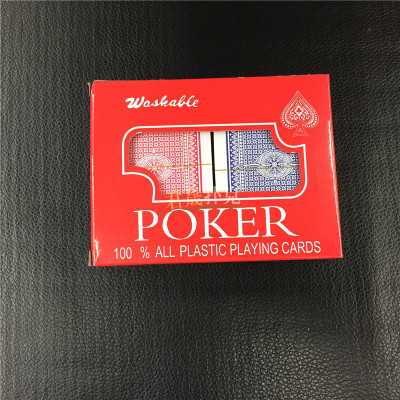 Washable
POKER
100 % ALL PLASTIC PLAYING CARDS